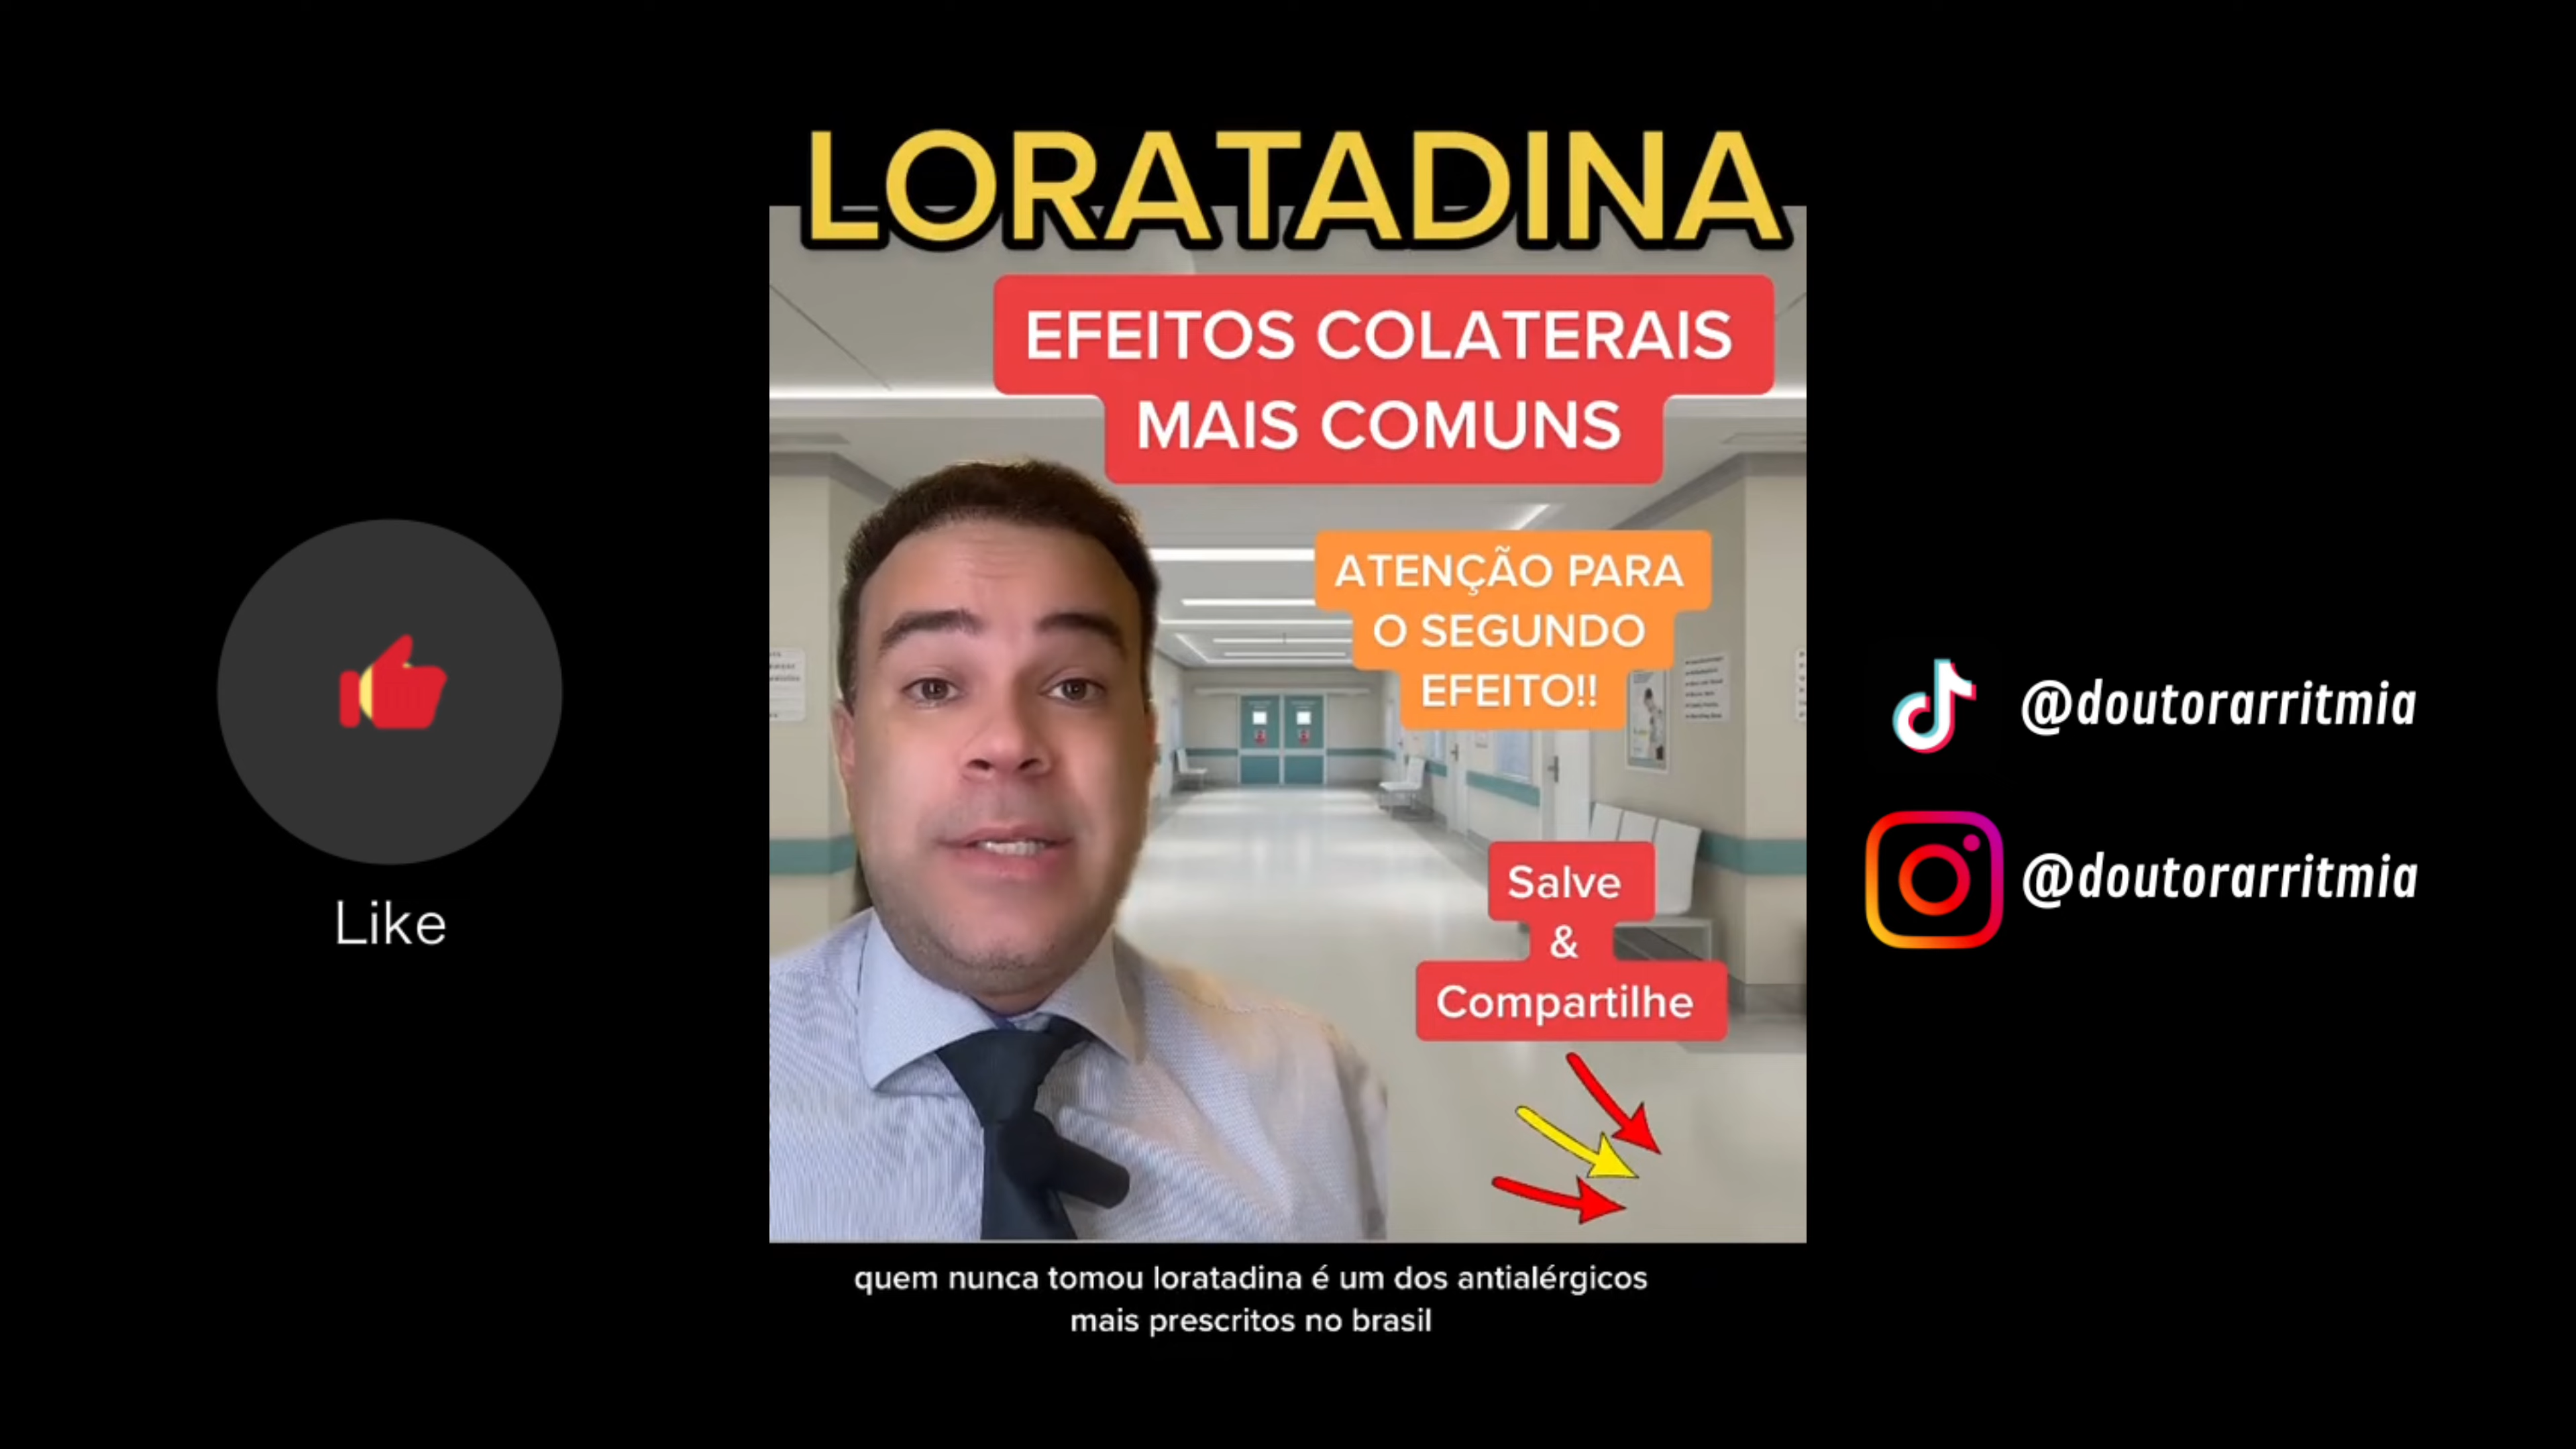 LORATADINA
EFEITOS COLATERAIS
MAIS COMUNS
ATENÇÃO PARA
O SEGUNDO
EFEITO!!
Salve
&
Compartilhe
Like
@doutorarritmia
@doutorarritmia
quem nunca tomou loratadina é um dos antialérgicos
mais prescritos no brasil